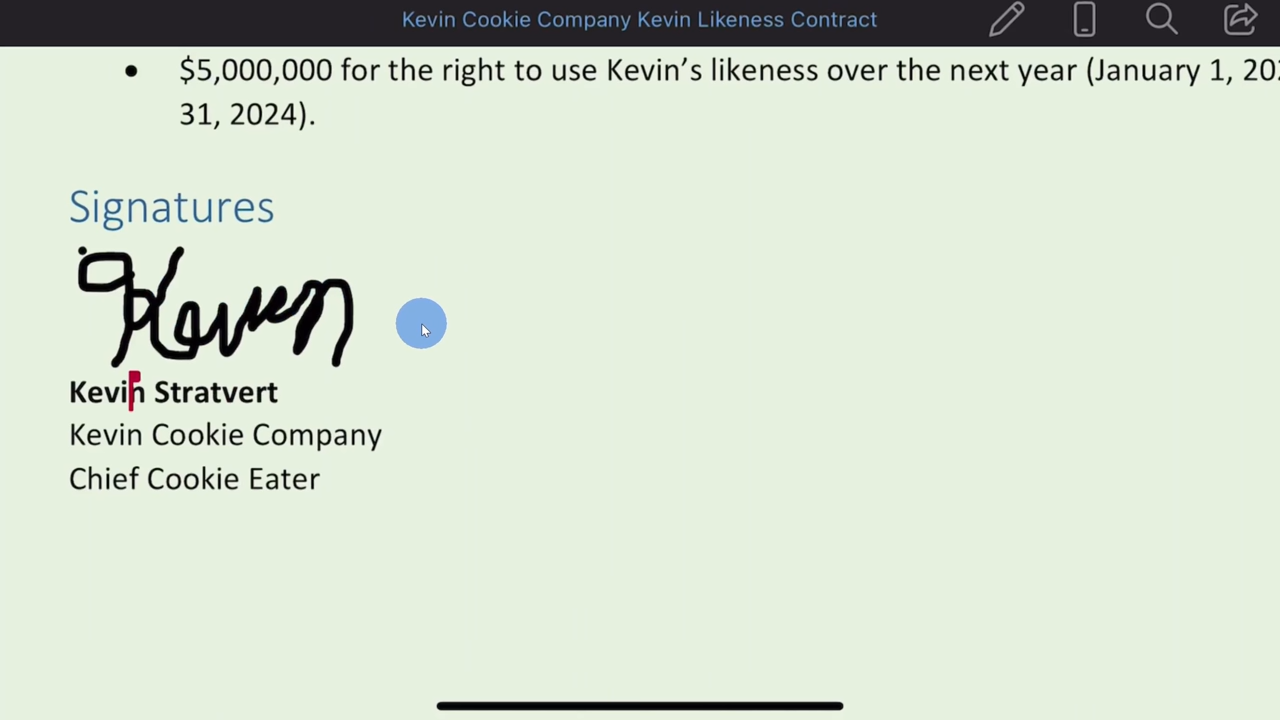 Kevin Cookie Company Kevin Likeness Contract
• $5,000,000 for the right to use Kevin’s likeness over the next year (January 1, 
31, 2024).
Signatures
Kevin
Kevin Stratvert
Kevin Cookie Company
Chief Cookie Eater